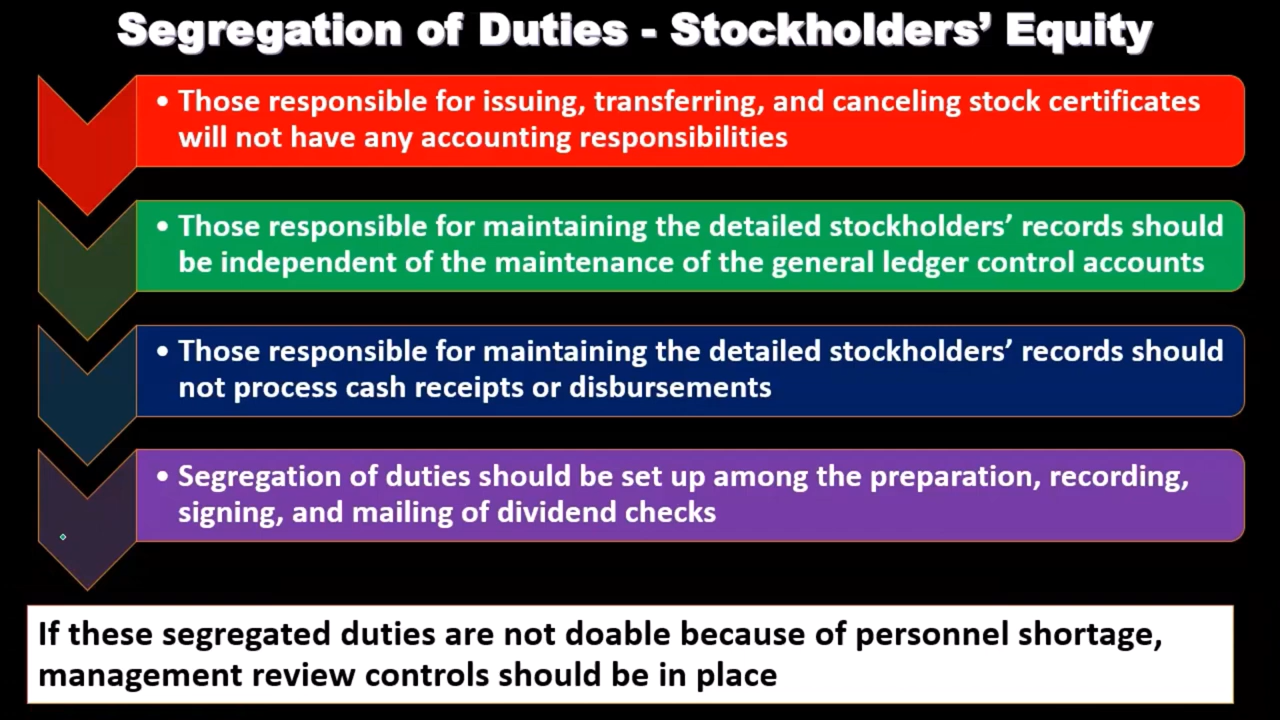 Segregation of Duties - Stockholders’ Equity
• Those responsible for issuing, transferring, and canceling stock certificates
will not have any accounting responsibilities
• Those responsible for maintaining the detailed stockholders’ records should
be independent of the maintenance of the general ledger control accounts
• Those responsible for maintaining the detailed stockholders’ records should
not process cash receipts or disbursements
• Segregation of duties should be set up among the preparation, recording,
signing, and mailing of dividend checks
If these segregated duties are not doable because of personnel shortage,
management review controls should be in place